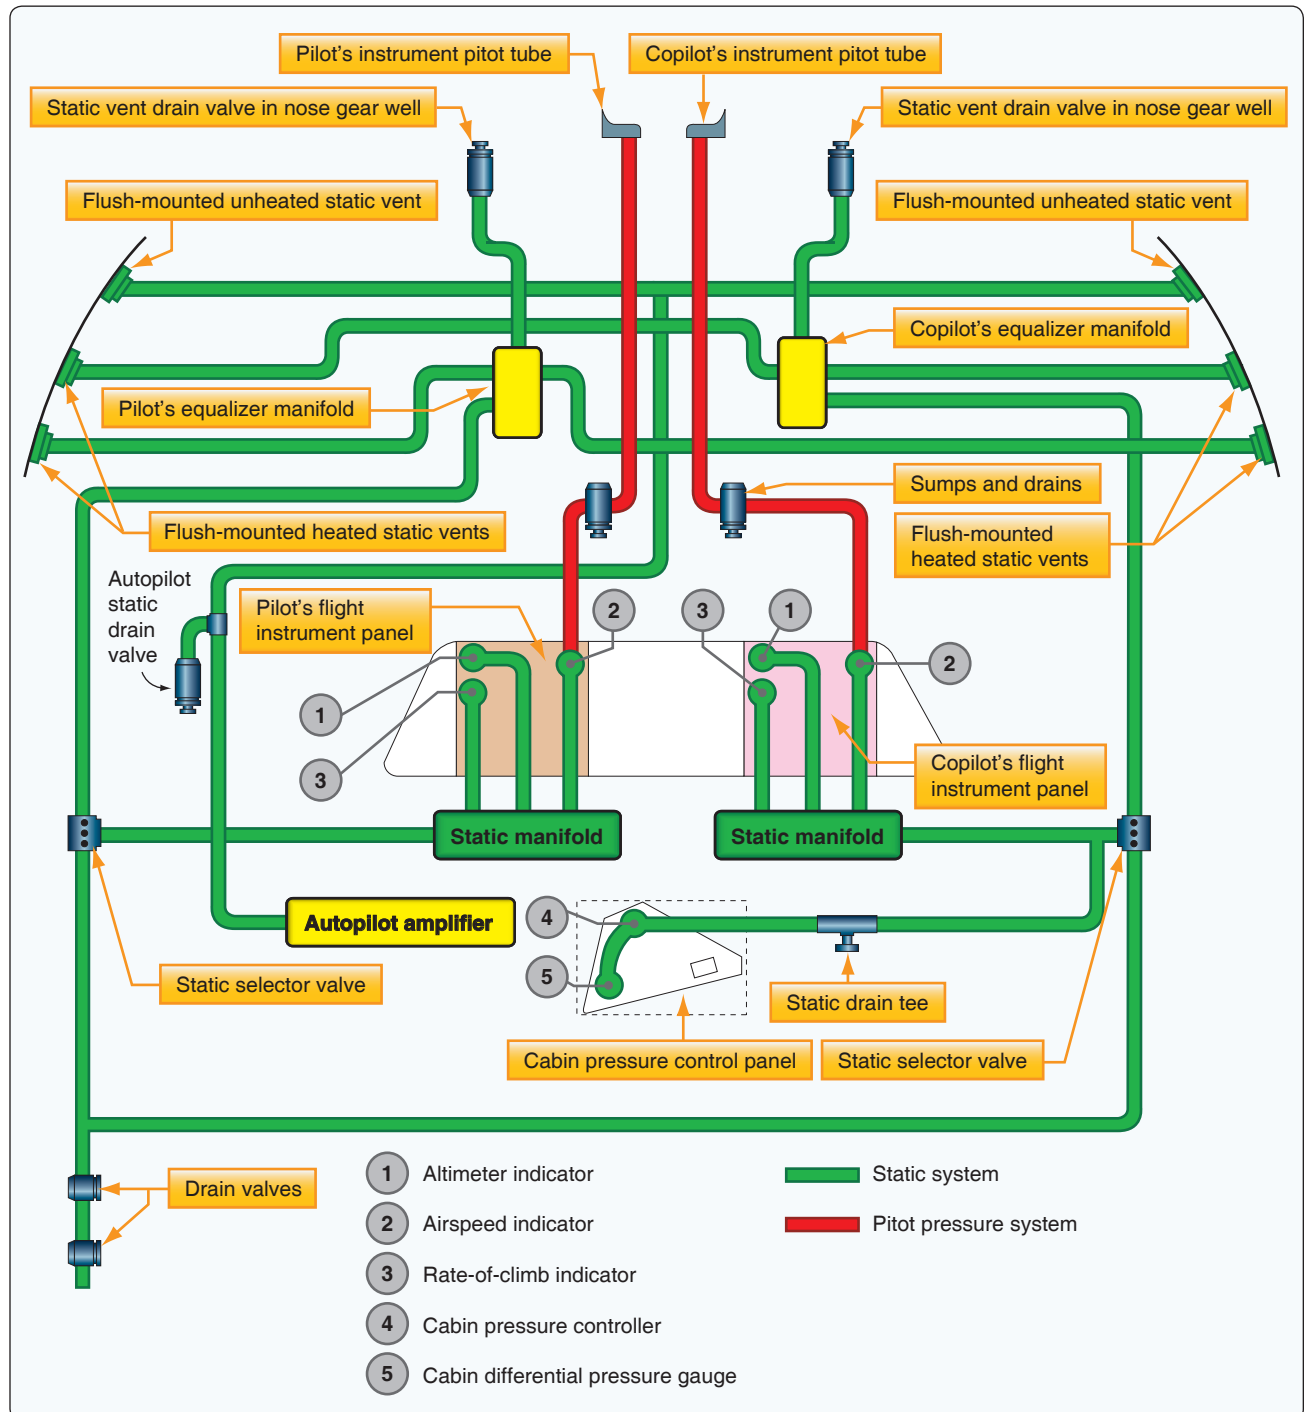 Pilot's instrument pitot tube
Copilot's instrument pitot tube
Static vent drain valve in nose gear well
Static vent drain valve in nose gear well
Flush-mounted unheated static vent
Flush-mounted unheated static vent
Copilot's equalizer manifold
Pilot's equalizer manifold
Sumps and drains
Flush-mounted heated static vents
Flush-mounted
heated static vents
Autopilot
static
drain
valve
Pilot's flight
instrument panel
2
3
1
2
1
3
Copilot's flight
instrument panel
Static manifold
Static manifold
Autopilot amplifier
4
5
Static selector valve
Static drain tee
Cabin pressure control panel
Static selector valve
Drain valves
1 Altimeter indicator
2 Airspeed indicator
3 Rate-of-climb indicator
4 Cabin pressure controller
5 Cabin differential pressure gauge
Static system
Pitot pressure system